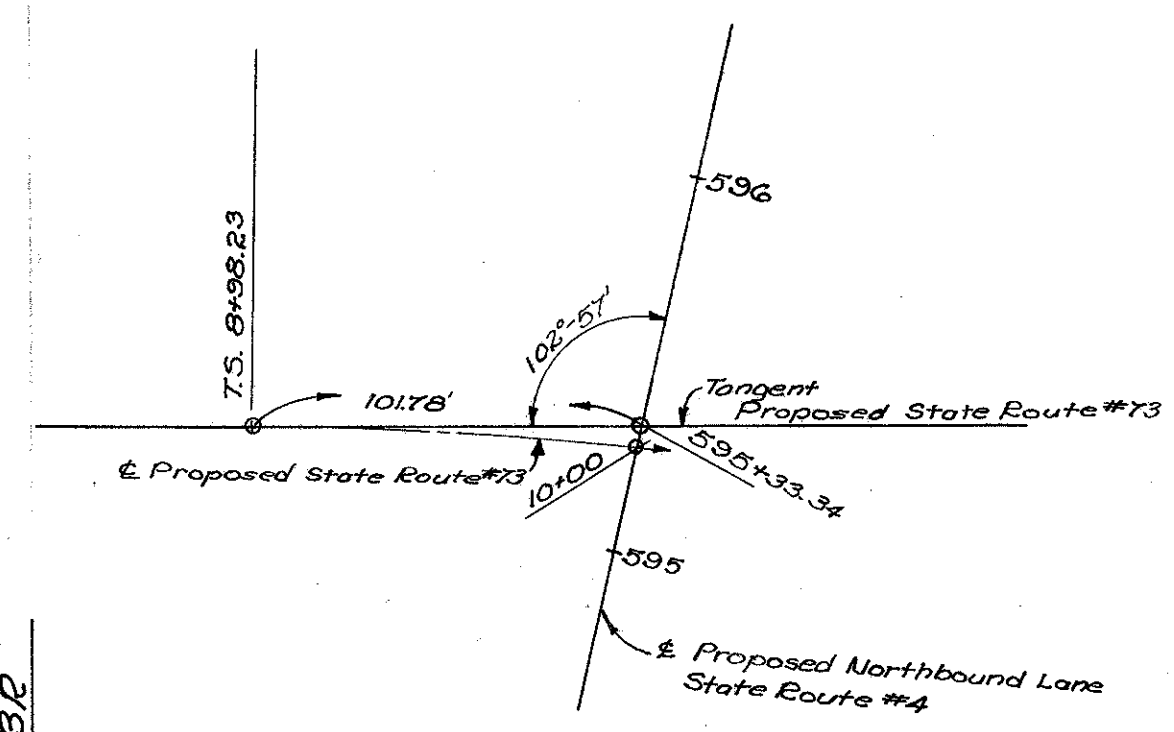 596
T.S. 8+98.23
102°-57'
101.78'
Tangent
Proposed State Route #73
℄ Proposed State Route #73
10+00
595+33.34
595
℄ Proposed Northbound Lane
State Route #4